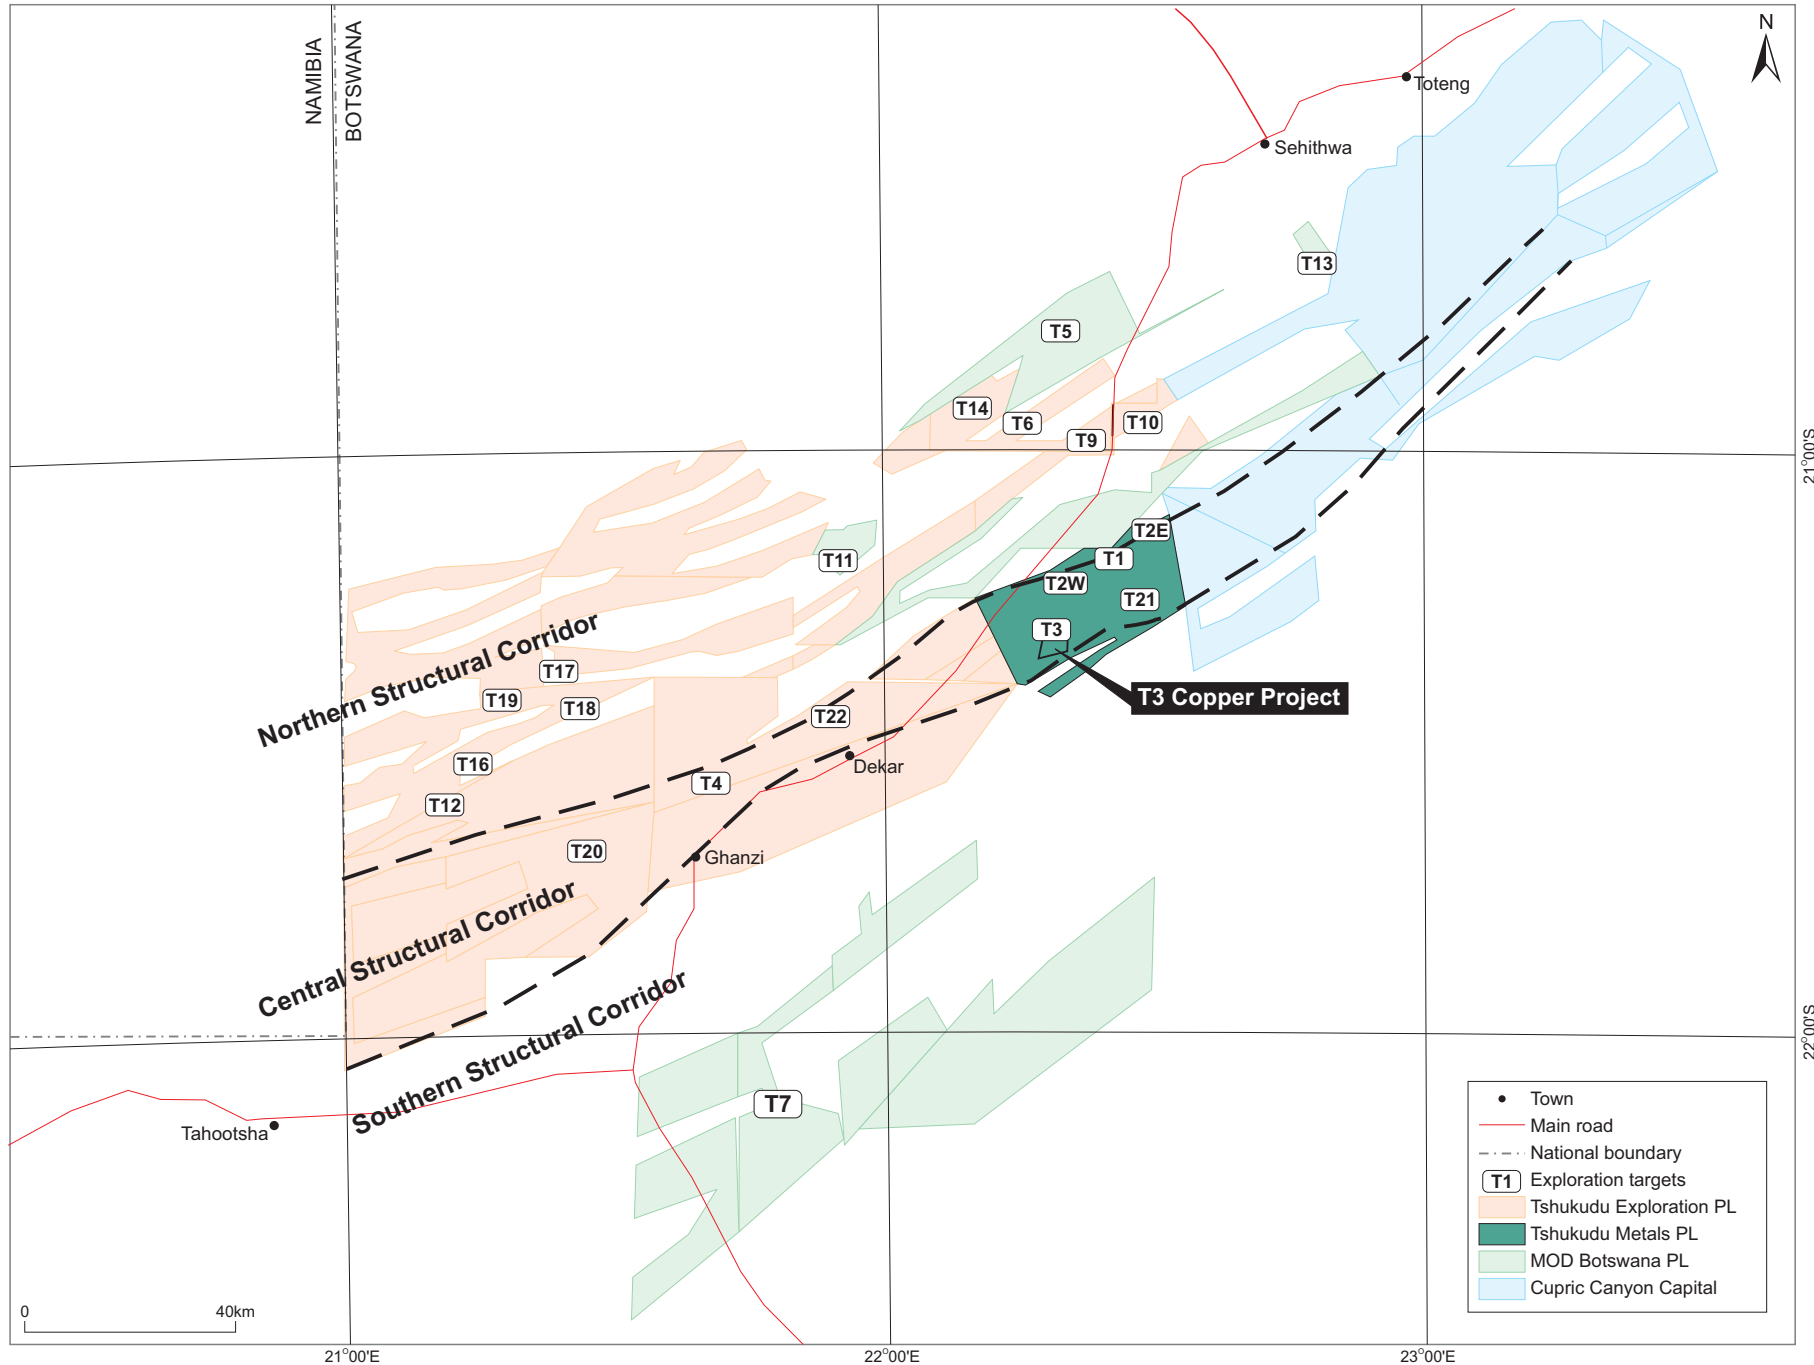 NAMIBIA
BOTSWANA
N
Toteng
Sehithwa
T13
T5
T14
T6
T9
T10
21°00'S
T2E
T11
T1
T2W
T21
T3
Northern Structural Corridor
T17
T19
T18
T3 Copper Project
T22
T16
Dekar
T4
T12
T20
Ghanzi
Central Structural Corridor
Southern Structural Corridor
22°00'S
T7
Tahootsha
Town
Main road
National boundary
T1 Exploration targets
Tshukudu Exploration PL
Tshukudu Metals PL
MOD Botswana PL
Cupric Canyon Capital
0 40km
21°00'E
22°00'E
23°00'E